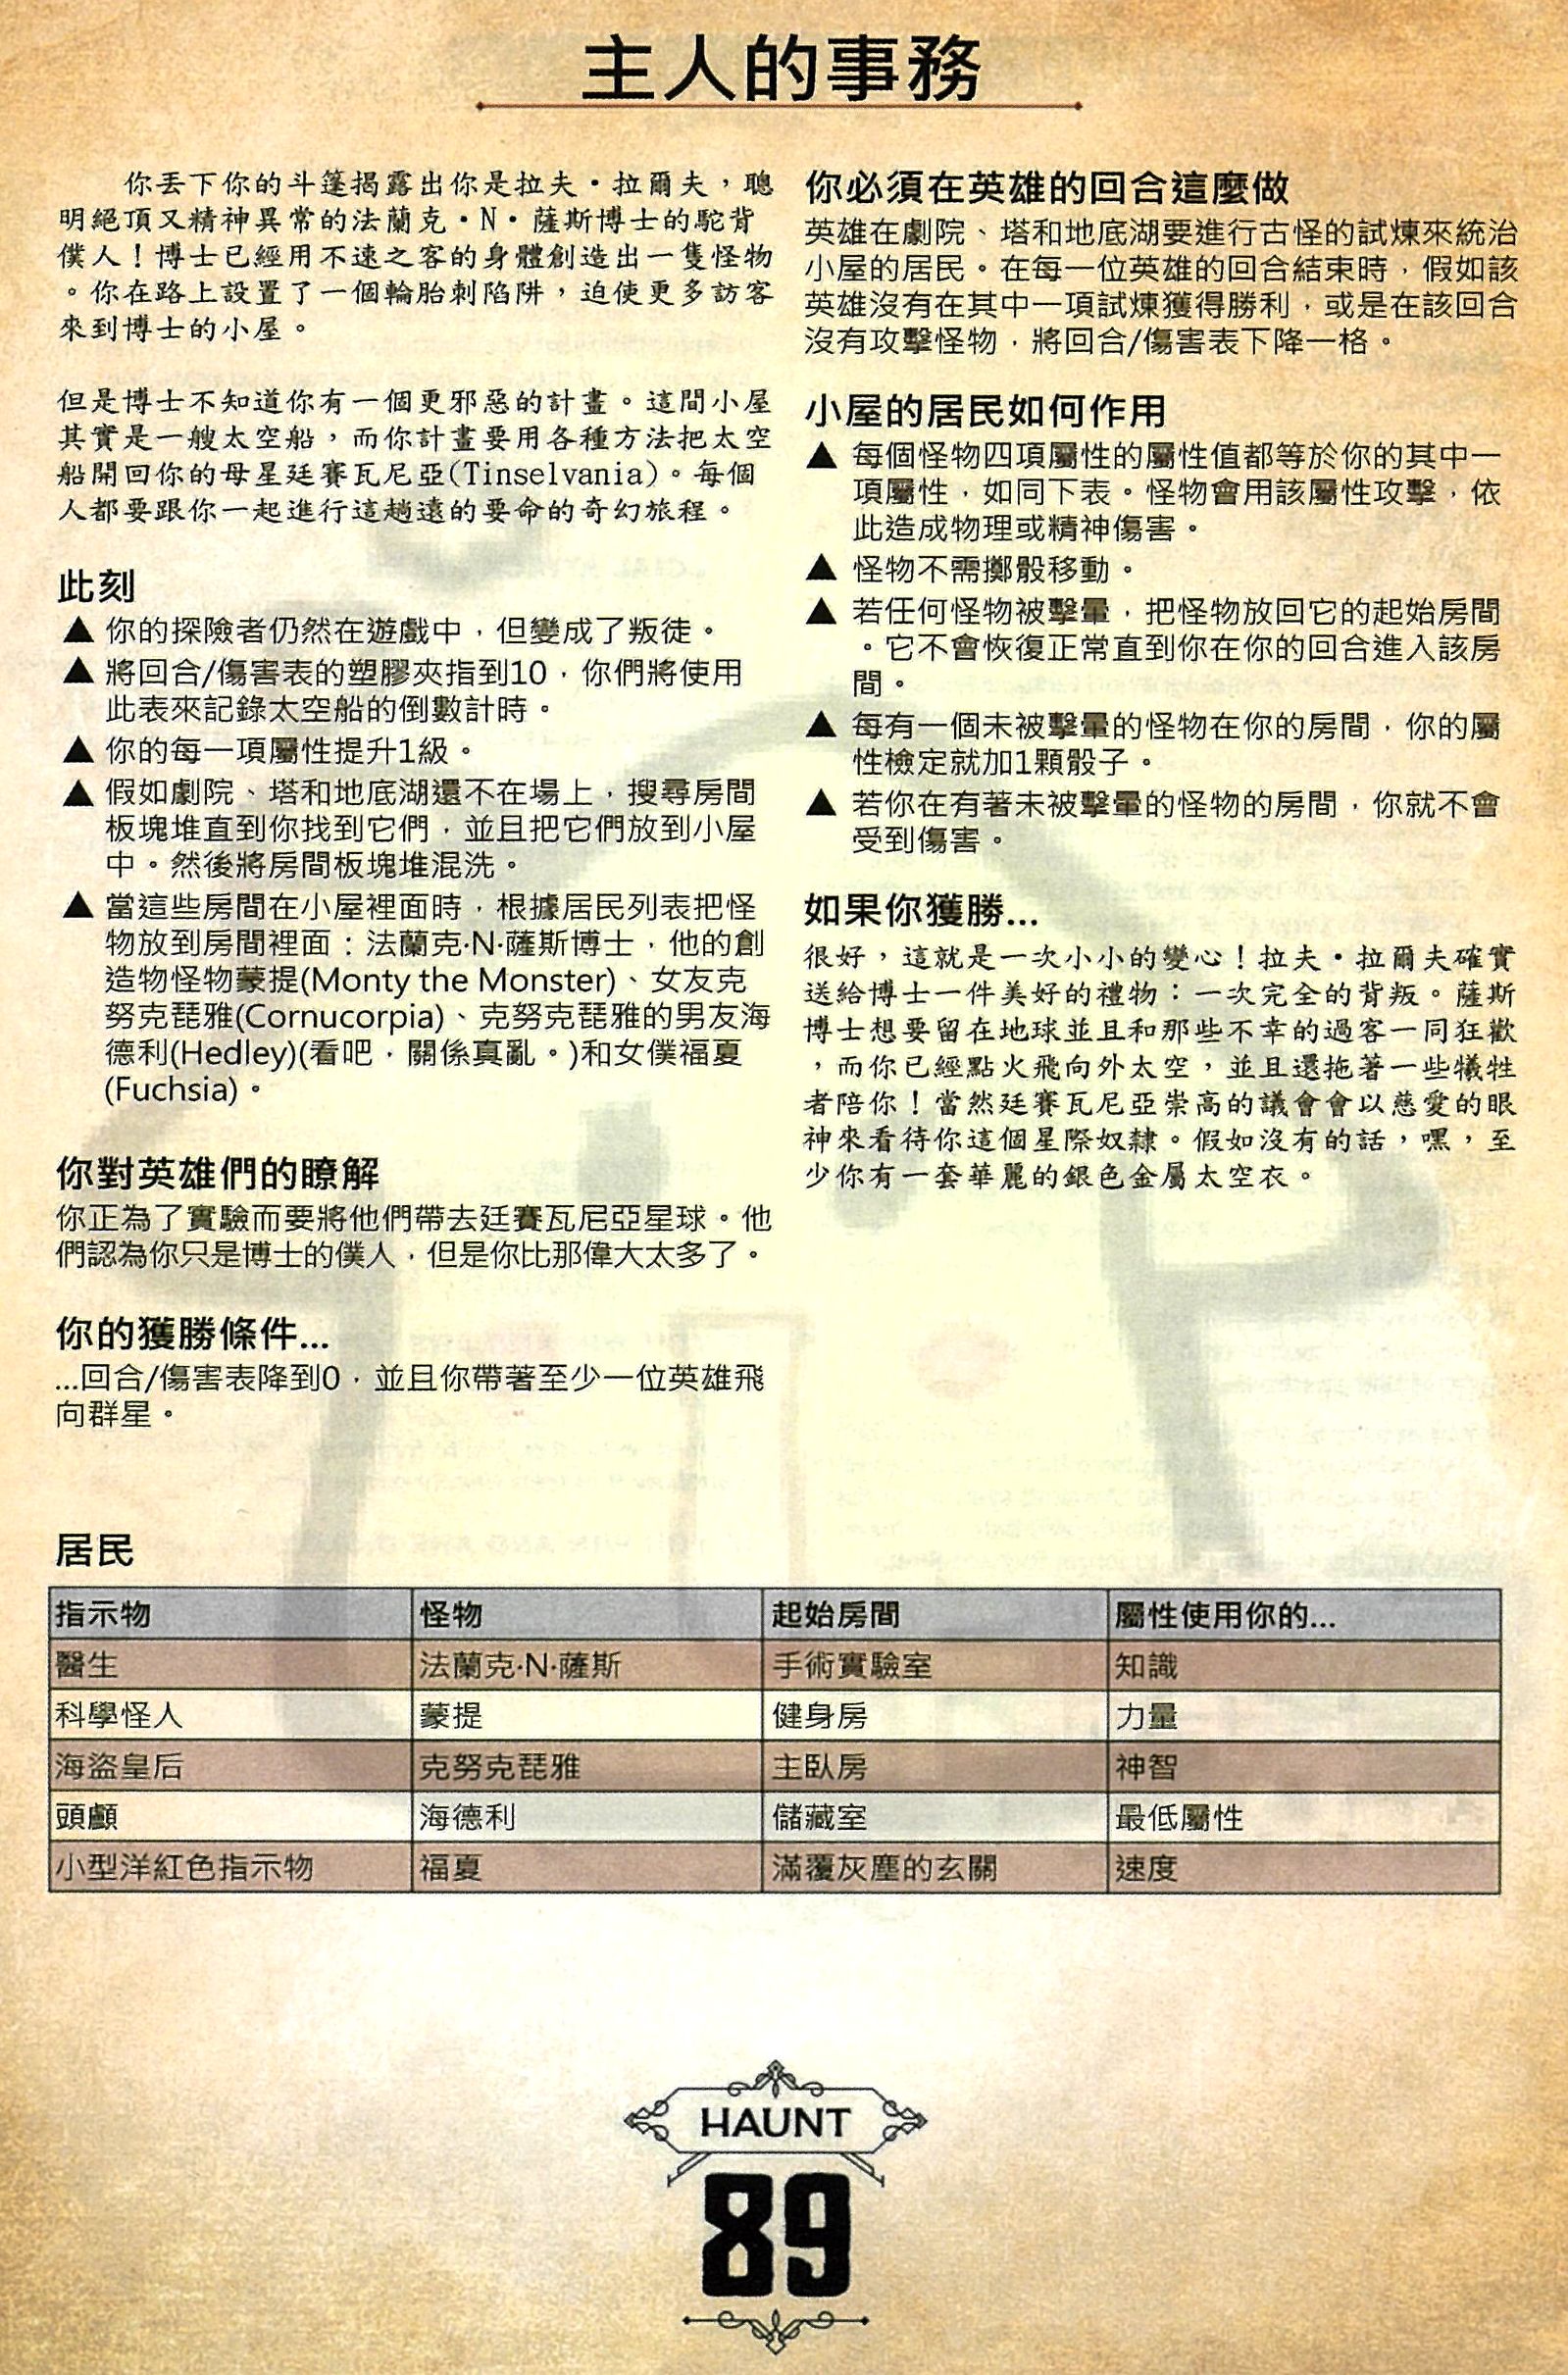 主人的事務
你丟下你的斗篷揭露出你是拉夫·拉爾夫，聰
明絕頂又精神異常的法蘭克·N·薩斯博士的駝背
僕人！博士已經用不速之客的身體創造出一隻怪物
。你在路上設置了一個輪胎刺陷阱，迫使更多訪客
來到博士的小屋。
但是博士不知道你有一個更邪惡的計畫。這間小屋
其實是一艘太空船，而你計畫要用各種方法把太空
船開回你的母星廷賽瓦尼亞(Tinselvania)。每個
人都要跟你一起進行這趟遠的要命的奇幻旅程。
此刻
▲ 你的探險者仍然在遊戲中，但變成了叛徒。
▲ 將回合/傷害表的塑膠夾指到10，你們將使用
此表來記錄太空船的倒數計時。
▲ 你的每一項屬性提升1級。
▲ 假如劇院、塔和地底湖還不在場上，搜尋房間
板塊堆直到你找到它們，並且把它們放到小屋
中。然後將房間板塊堆混洗。
▲ 當這些房間在小屋裡面時，根據居民列表把怪
物放到房間裡面：法蘭克·N·薩斯博士，他的創
造物怪物蒙提(Monty the Monster)、女友克
努克琵雅(Cornucorpia)、克努克琵雅的男友海
德利(Hedley)(看吧，關係真亂。)和女僕福夏
(Fuchsia)。
你對英雄們的瞭解
你正為了實驗而要將他們帶去廷賽瓦尼亞星球。他
們認為你只是博士的僕人，但是你比那偉大太多了。
你的獲勝條件...
...回合/傷害表降到0，並且你帶著至少一位英雄飛
向群星。
你必須在英雄的回合這麼做
英雄在劇院、塔和地底湖要進行古怪的試煉來統治
小屋的居民。在每一位英雄的回合結束時，假如該
英雄沒有在其中一項試煉獲得勝利，或是在該回合
沒有攻擊怪物，將回合/傷害表下降一格。
小屋的居民如何作用
▲ 每個怪物四項屬性的屬性值都等於你的其中一
項屬性，如同下表。怪物會用該屬性攻擊，依
此造成物理或精神傷害。
▲ 怪物不需擲骰移動。
▲ 若任何怪物被擊暈，把怪物放回它的起始房間
。它不會恢復正常直到你在你的回合進入該房
間。
▲ 每有一個未被擊暈的怪物在你的房間，你的屬
性檢定就加1顆骰子。
▲ 若你在有著未被擊暈的怪物的房間，你就不會
受到傷害。
如果你獲勝...
很好，這就是一次小小的變心！拉夫·拉爾夫確實
送給博士一件美好的禮物：一次完全的背叛。薩斯
博士想要留在地球並且和那些不幸的過客一同狂歡
，而你已經點火飛向外太空，並且還拖著一些犧牲
者陪你！當然廷賽瓦尼亞崇高的議會會以慈愛的眼
神來看待你這個星際奴隸。假如沒有的話，嘿，至
少你有一套華麗的銀色金屬太空衣。
居民
指示物 怪物 起始房間 屬性使用你的...
醫生 法蘭克·N·薩斯 手術實驗室 知識
科學怪人 蒙提 健身房 力量
海盜皇后 克努克琵雅 主臥房 神智
頭顱 海德利 儲藏室 最低屬性
小型洋紅色指示物 福夏 滿覆灰塵的玄關 速度
HAUNT
89